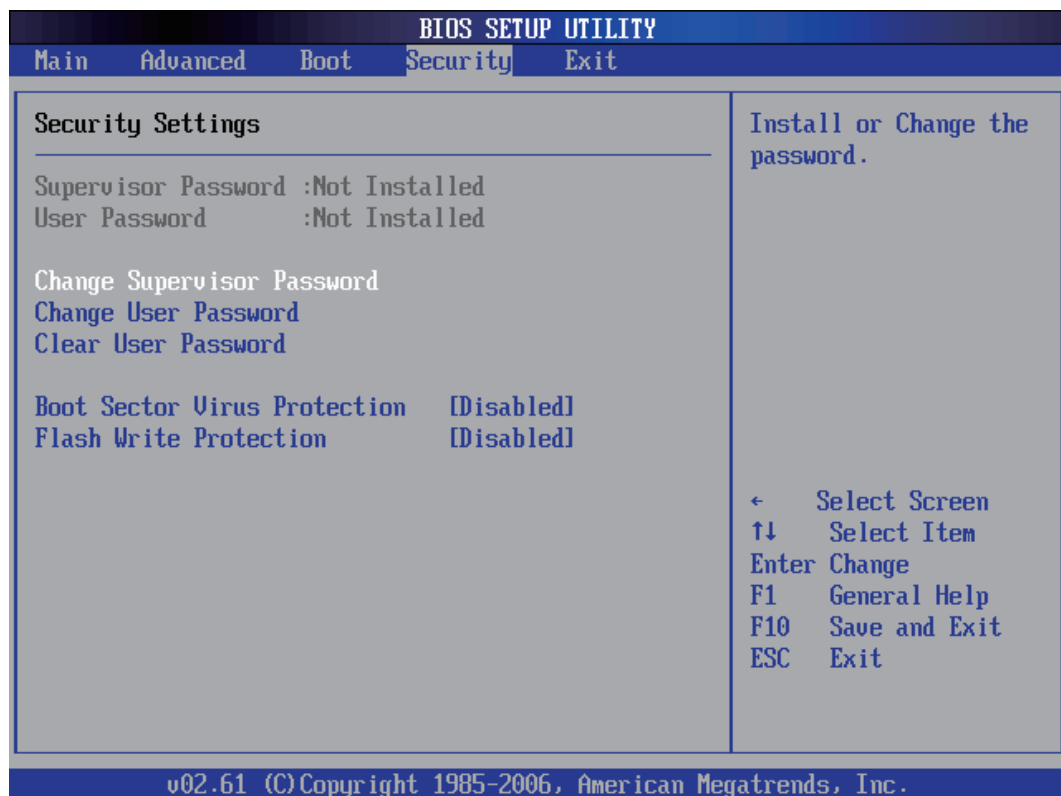 BIOS SETUP UTILITY
Main Advanced Boot Security Exit
Security Settings
Supervisor Password :Not Installed
User Password :Not Installed
Change Supervisor Password
Change User Password
Clear User Password
Boot Sector Virus Protection [Disabled]
Flash Write Protection [Disabled]
Install or Change the
password.
← Select Screen
↑↓ Select Item
Enter Change
F1 General Help
F10 Save and Exit
ESC Exit
v02.61 (C)Copyright 1985-2006, American Megatrends, Inc.